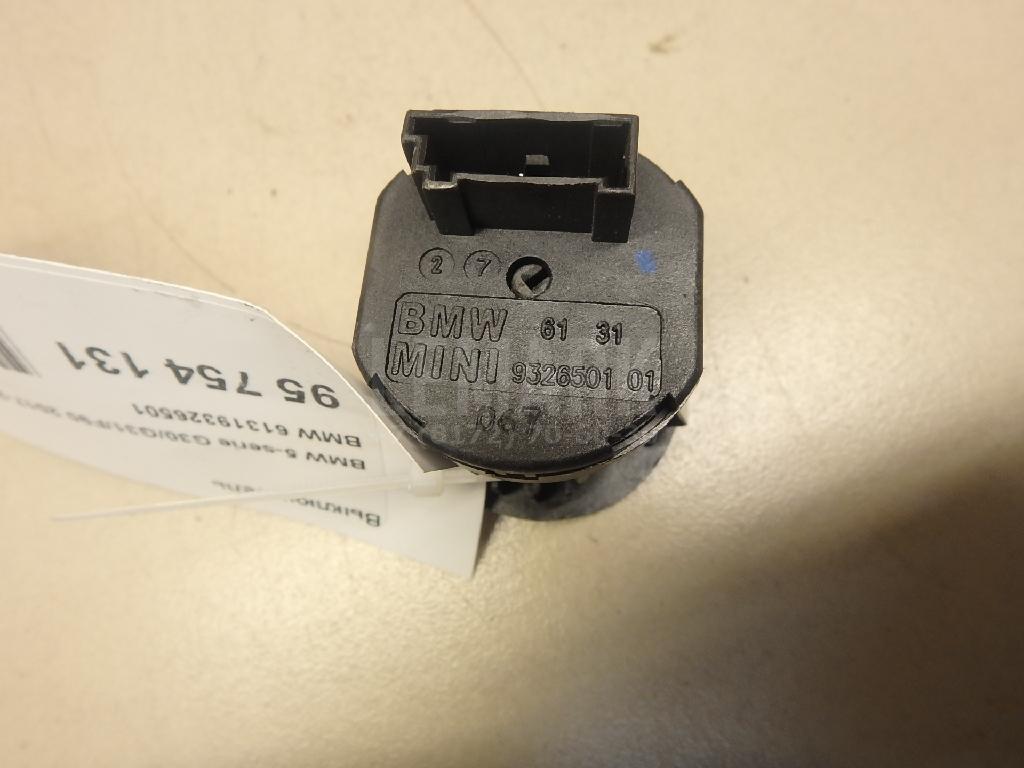 2 7
BMW 61 31
MINI 9326501 01
067
95 754 131
BMW 61319326501
BMW 5-serie G30/G31/F90